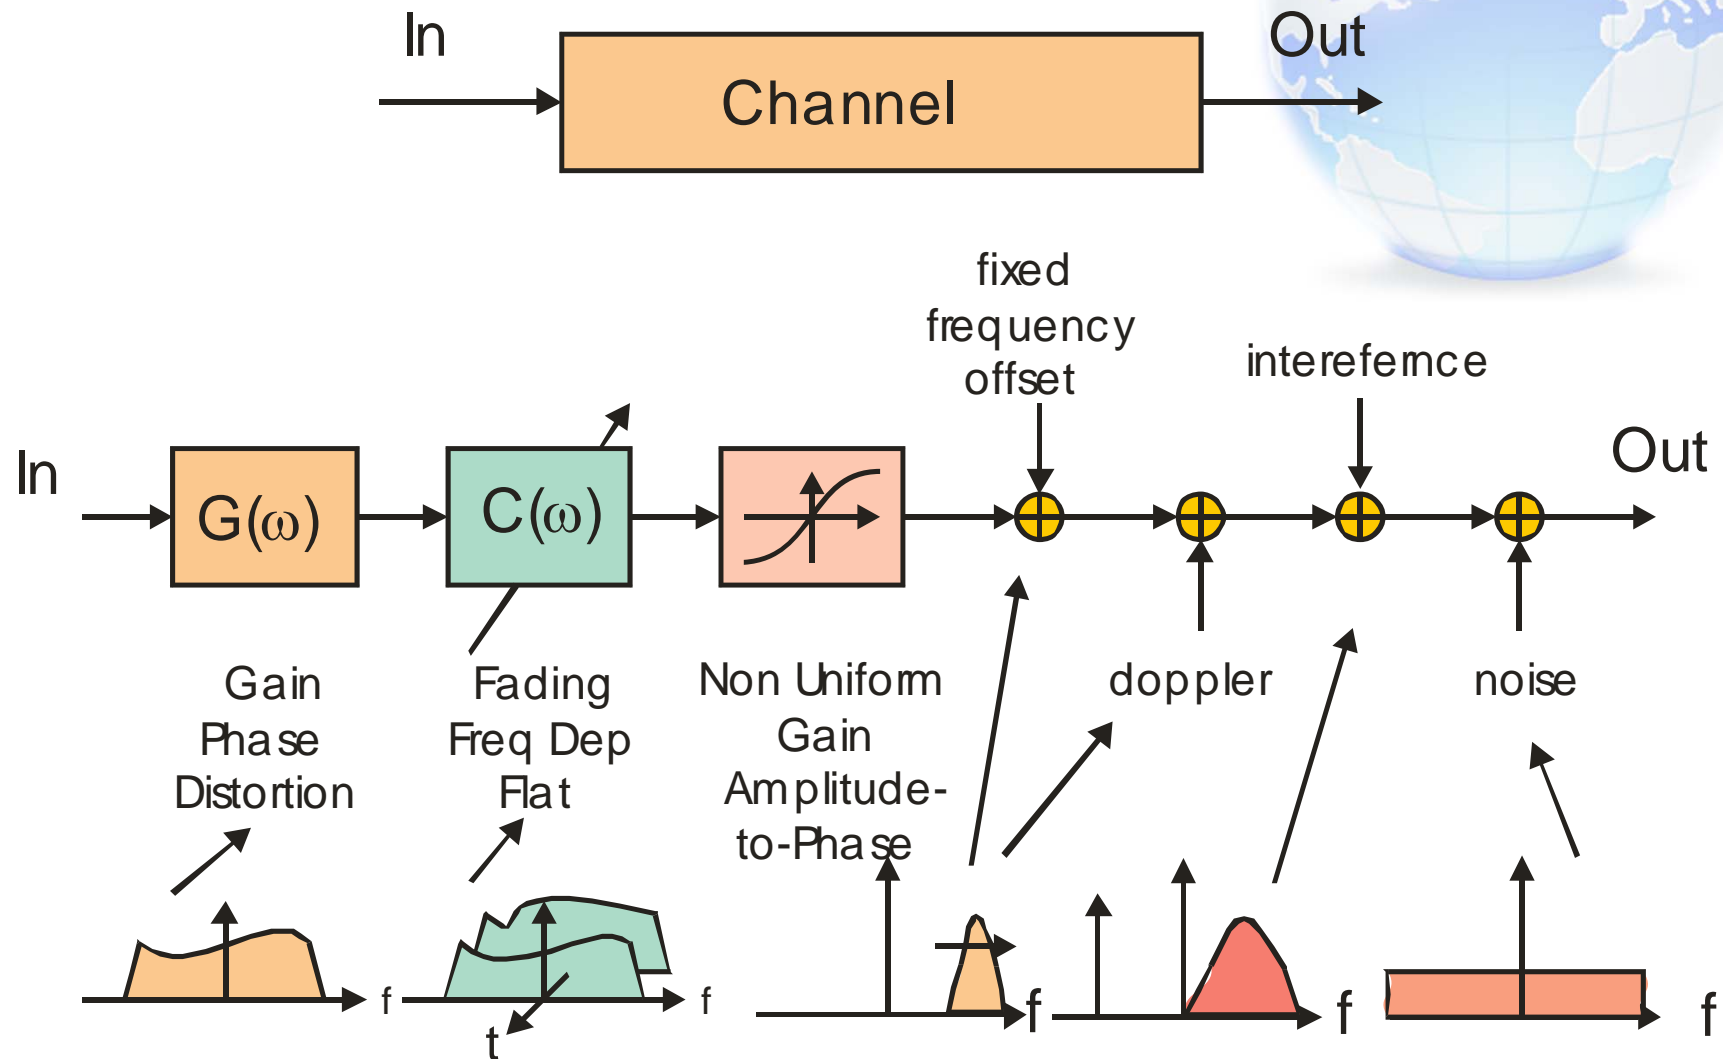 In
Out
Channel
fixed
frequency
offset
interefernce
In
Out
G(ω)
C(ω)
Gain
Phase
Distortion
Fading
Freq Dep
Flat
Non Uniform
Gain
Amplitude-
to-Phase
doppler
noise
f
f
t
f
f
f